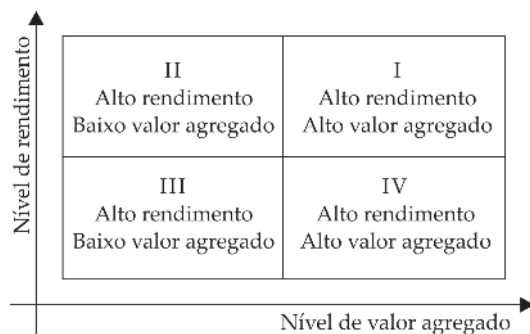 Nível de rendimento
II
Alto rendimento
Baixo valor agregado
I
Alto rendimento
Alto valor agregado
III
Alto rendimento
Baixo valor agregado
IV
Alto rendimento
Alto valor agregado
Nível de valor agregado